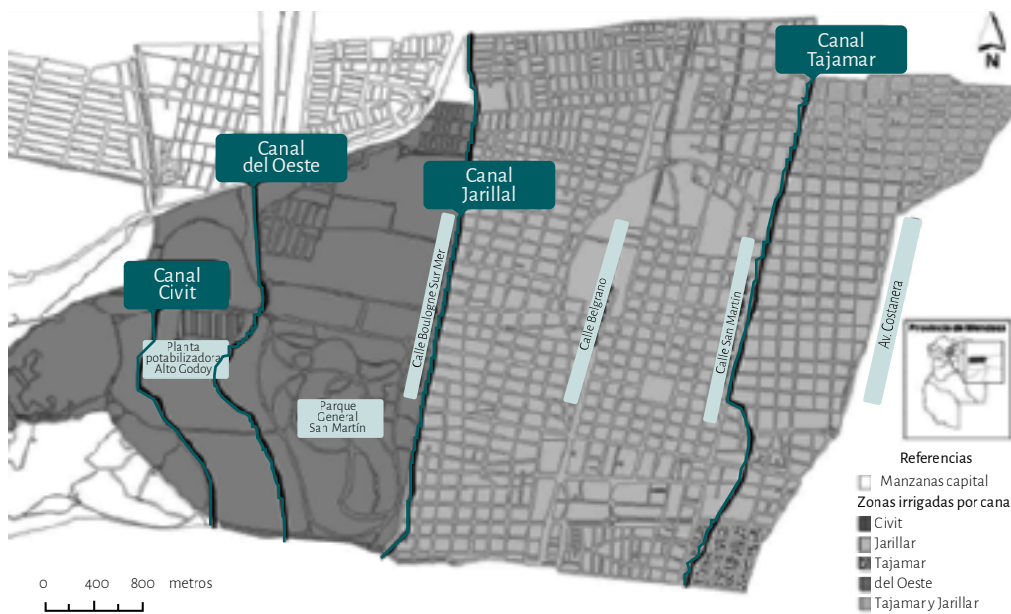 Canal
Tajamar
N
Canal
del Oeste
Canal
Jarillal
Canal
Civit
Planta
potabilizadora
Alto Godoy
Parque
General
San Martín
Calle Boulogne Sur Mer
Calle Belgrano
Calle San Martín
Av. Costanera
Provincia de Mendoza
Referencias
Manzanas capital
Zonas irrigadas por cana
Civit
Jarillar
Tajamar
del Oeste
Tajamar y Jarillar
0 400 800 metros